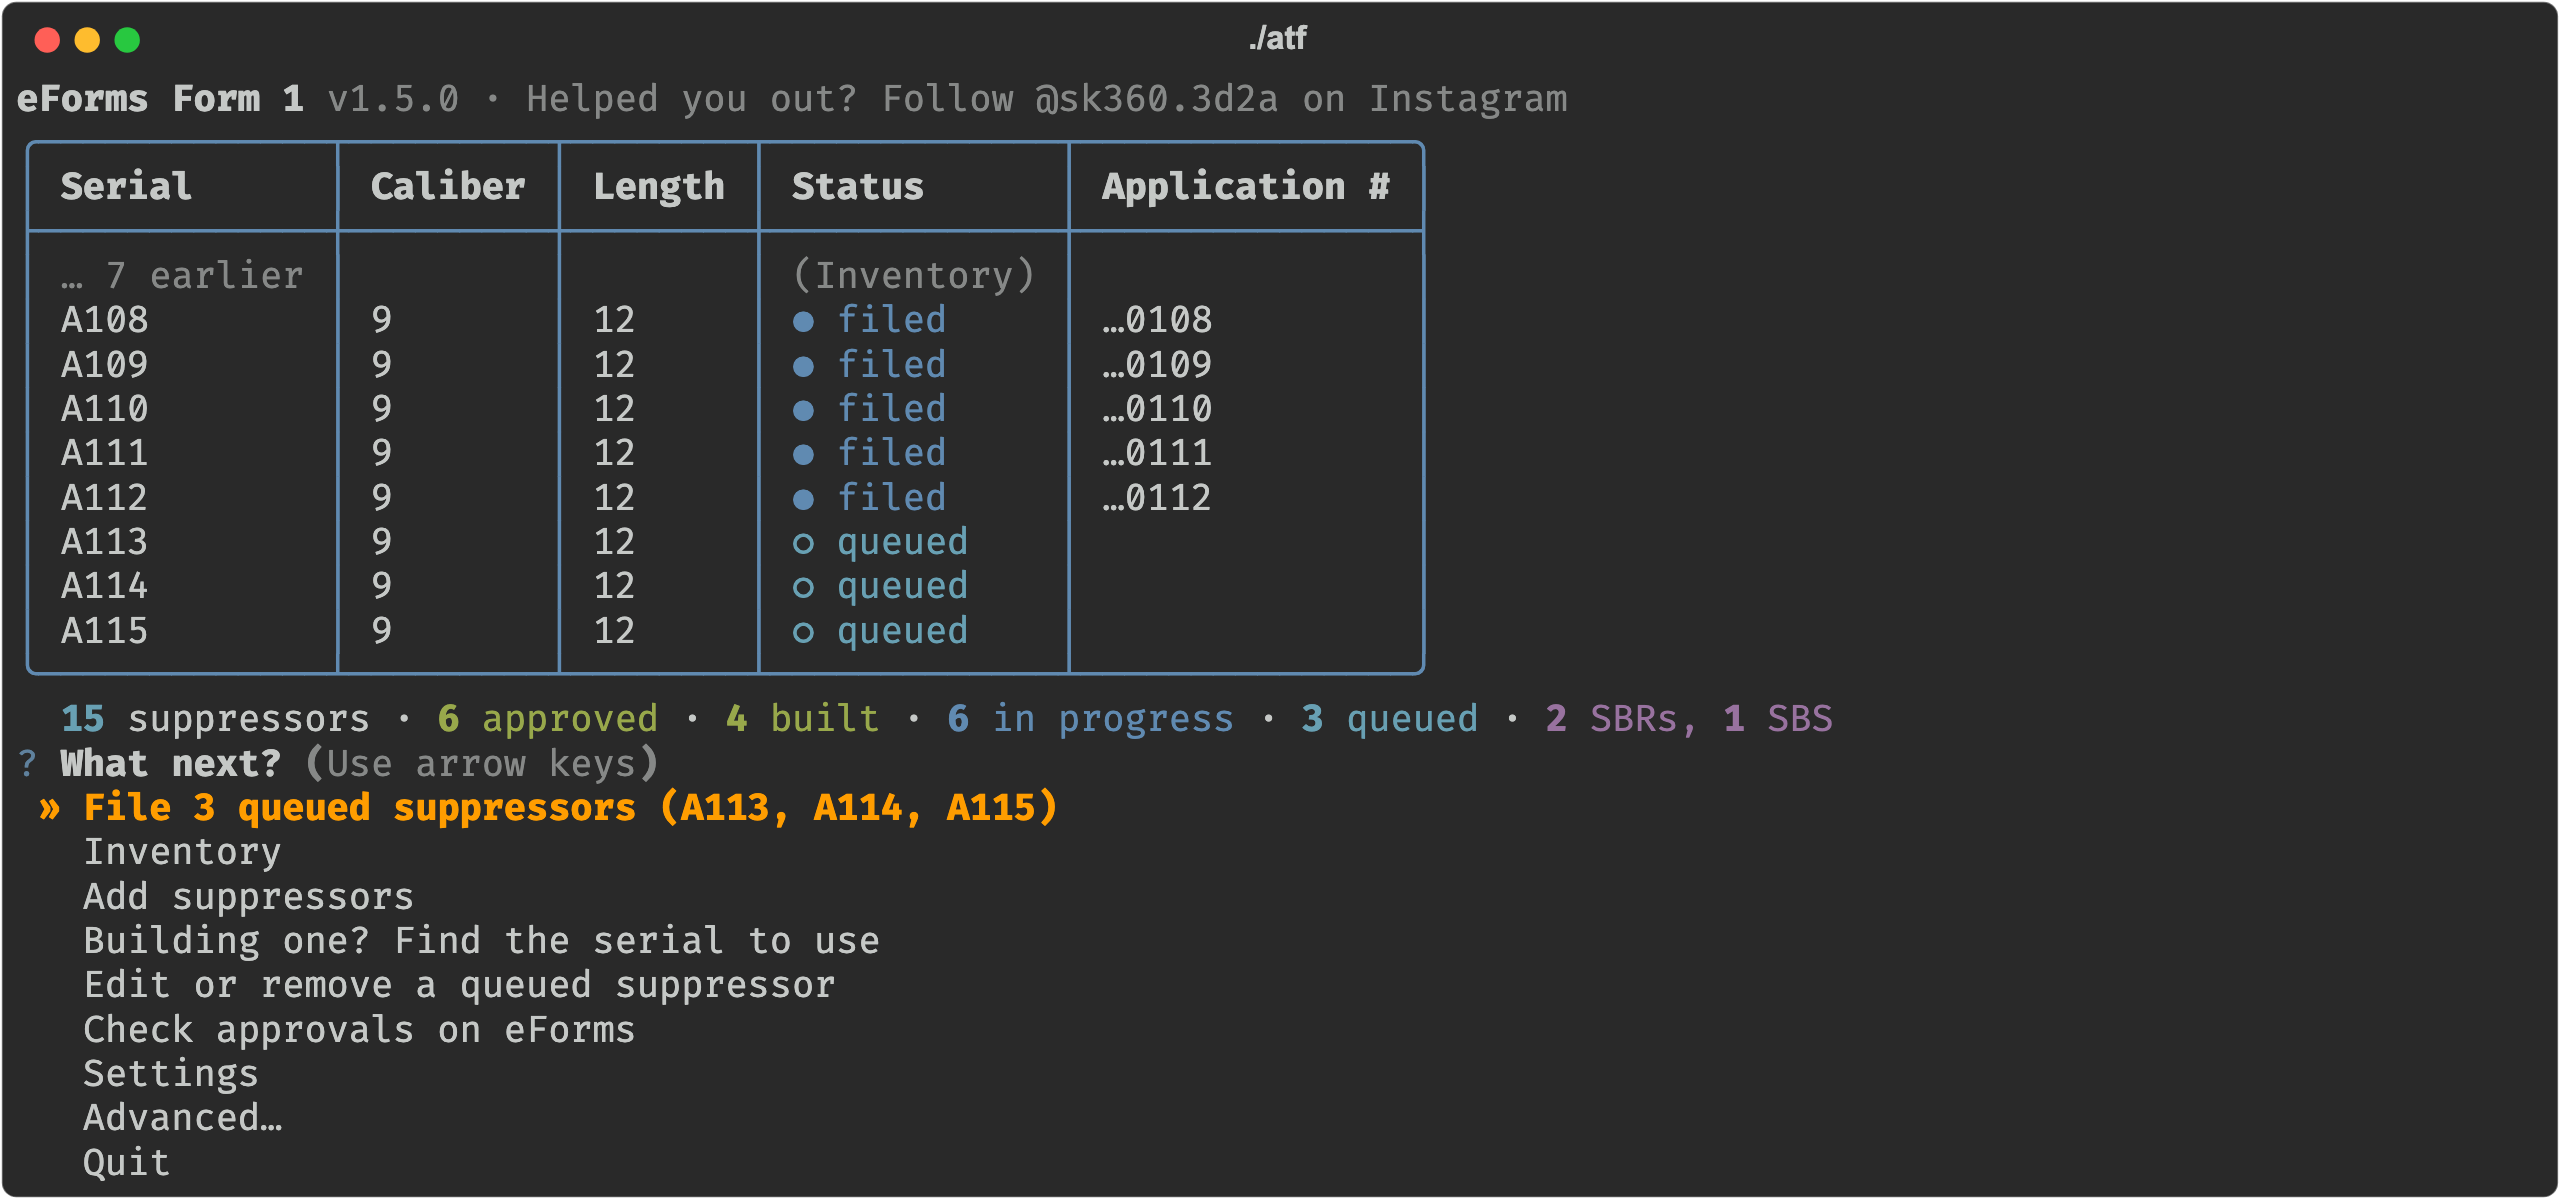 ./atf
eForms Form 1 v1.5.0 · Helped you out? Follow @sk360.3d2a on Instagram
Serial Caliber Length Status Application #
… 7 earlier (Inventory)
A108 9 12 ● filed …0108
A109 9 12 ● filed …0109
A110 9 12 ● filed …0110
A111 9 12 ● filed …0111
A112 9 12 ● filed …0112
A113 9 12 ○ queued
A114 9 12 ○ queued
A115 9 12 ○ queued
15 suppressors · 6 approved · 4 built · 6 in progress · 3 queued · 2 SBRs, 1 SBS
? What next? (Use arrow keys)
» File 3 queued suppressors (A113, A114, A115)
Inventory
Add suppressors
Building one? Find the serial to use
Edit or remove a queued suppressor
Check approvals on eForms
Settings
Advanced…
Quit